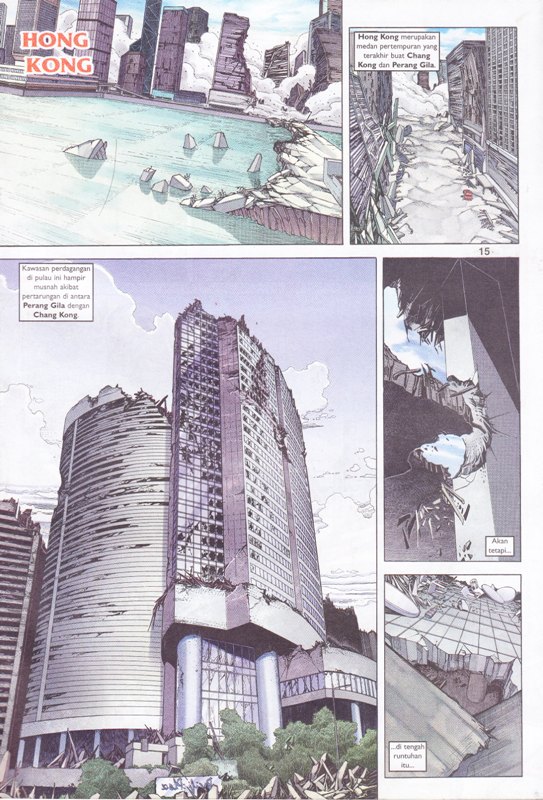 HONG
KONG
Hong Kong merupakan
medan pertempuran yang
terakhir buat Chang
Kong dan Perang Gila.
15
Kawasan perdagangan
di pulau ini hampir
musnah akibat
pertarungan di antara
Perang Gila dengan
Chang Kong.
Akan
tetapi...
...di tengah
runtuhan
itu...